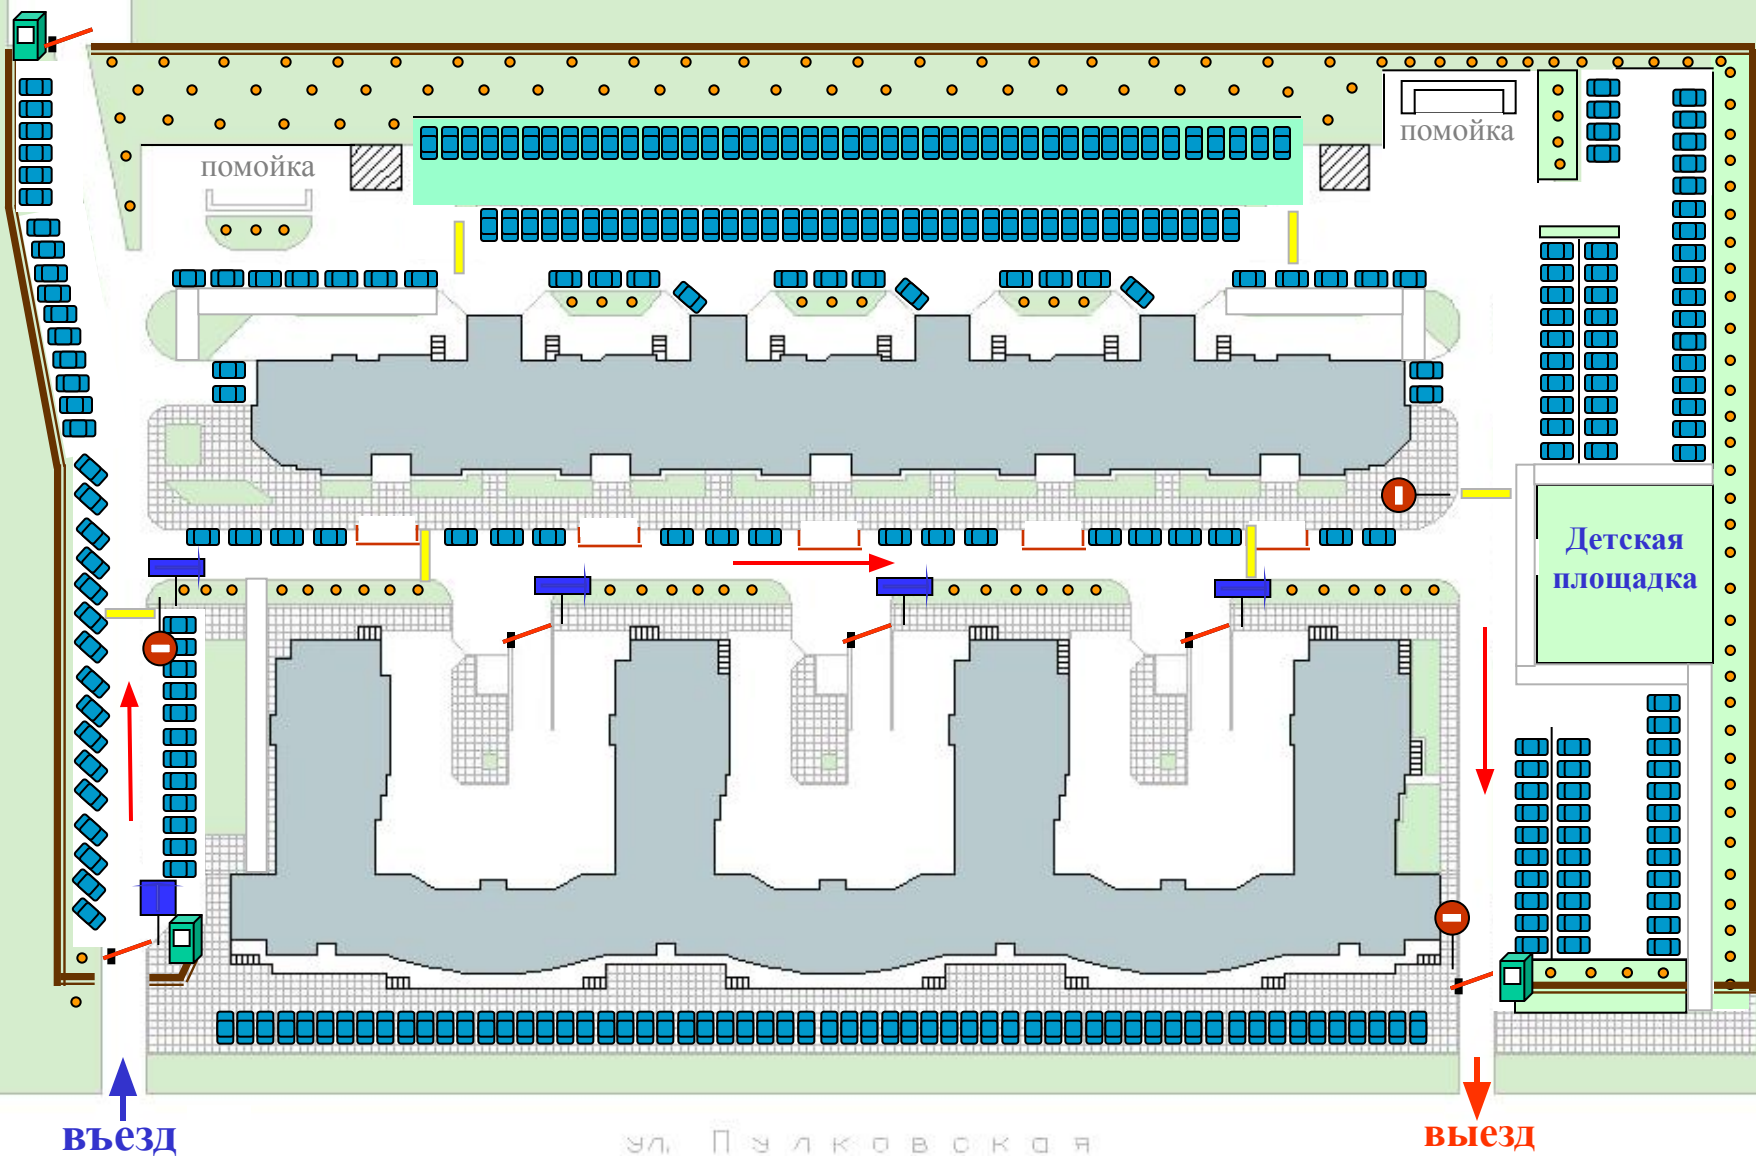 помойка
помойка
Детская
площадка
въезд
ул. Пулковская
выезд